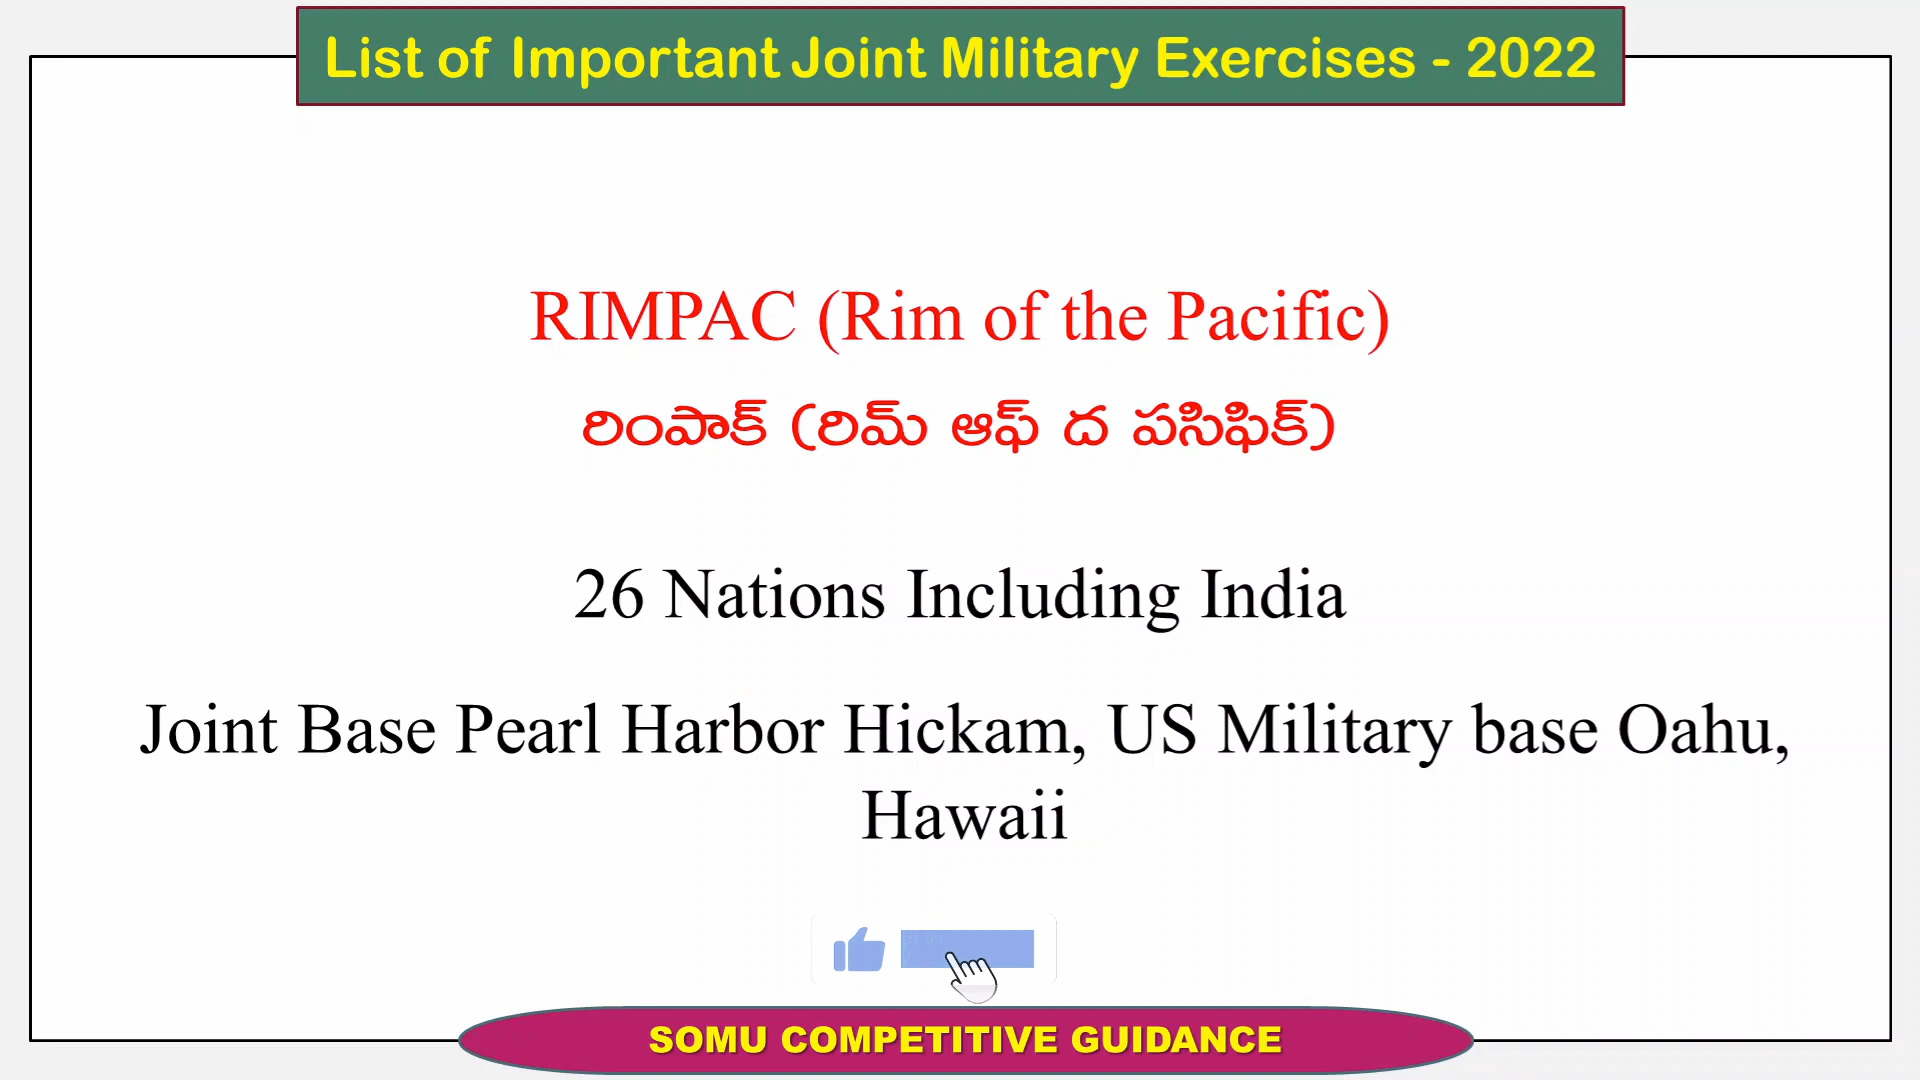 List of Important Joint Military Exercises - 2022
RIMPAC (Rim of the Pacific)
రింపాక్ (రిమ్ ఆఫ్ ద పసిఫిక్)
26 Nations Including India
Joint Base Pearl Harbor Hickam, US Military base Oahu,
Hawaii
SOMU COMPETITIVE GUIDANCE